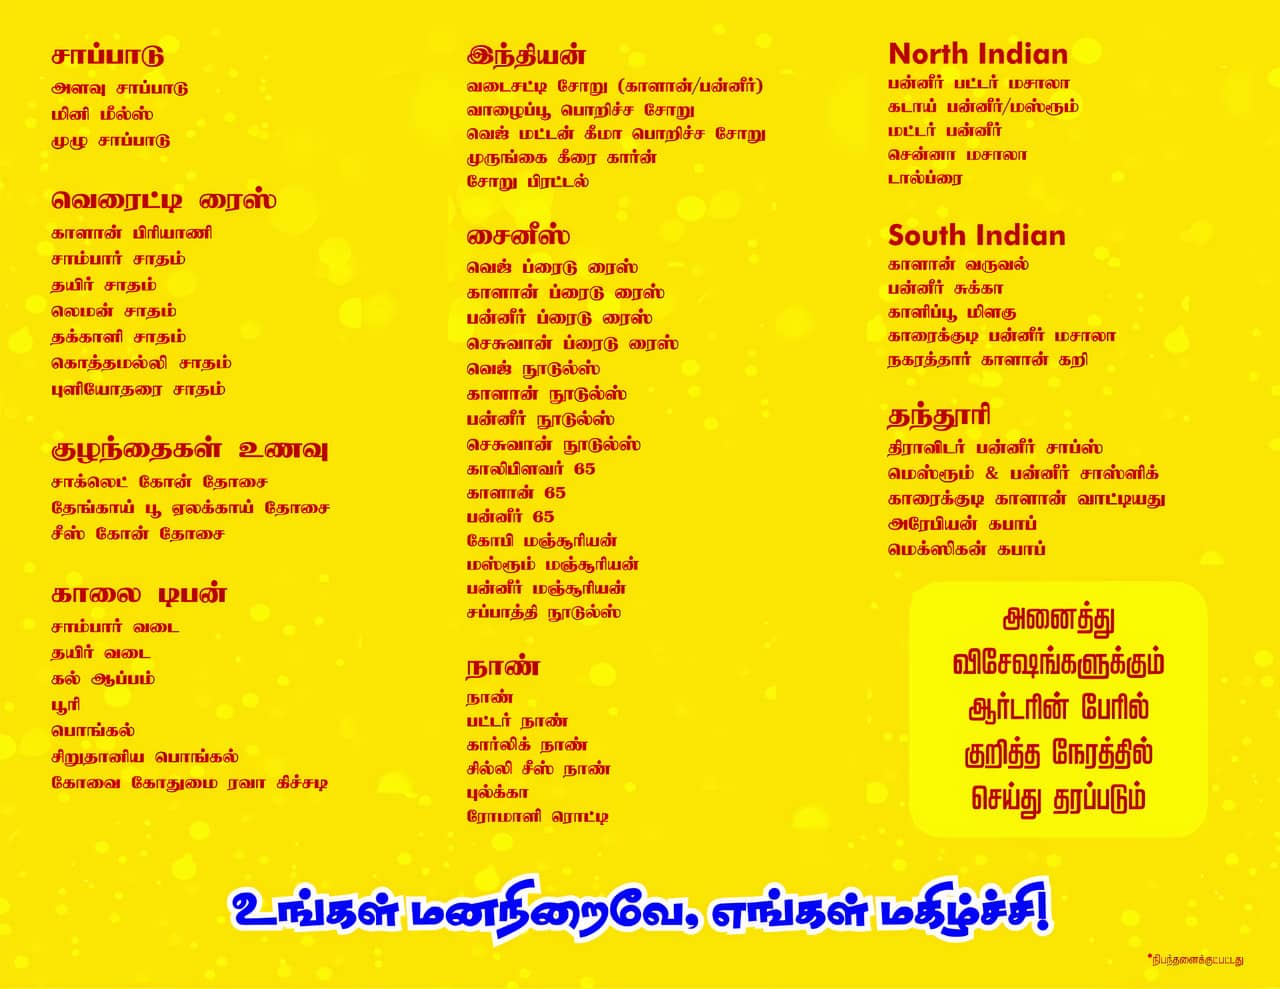 சாப்பாடு
அளவு சாப்பாடு
மினி மீல்ஸ்
முழு சாப்பாடு
வெரைட்டி ரைஸ்
காளான் பிரியாணி
சாம்பார் சாதம்
தயிர் சாதம்
லெமன் சாதம்
தக்காளி சாதம்
கொத்தமல்லி சாதம்
புளியோதரை சாதம்
குழந்தைகள் உணவு
சாக்லெட் கோன் தோசை
தேங்காய் பூ ஏலக்காய் தோசை
சீஸ் கோன் தோசை
காலை டிபன்
சாம்பார் வடை
தயிர் வடை
கல் ஆப்பம்
பூரி
பொங்கல்
சிறுதானிய பொங்கல்
கோவை கோதுமை ரவா கிச்சடி
இந்தியன்
வடைசட்டி சோறு (காளான்/பன்னீர்)
வாழைப்பூ பொறிச்ச சோறு
வெஜ் மட்டன் கீமா பொறிச்ச சோறு
முருங்கை கீரை கார்ன்
சோறு பிரட்டல்
சைனீஸ்
வெஜ் ப்ரைடு ரைஸ்
காளான் ப்ரைடு ரைஸ்
பன்னீர் ப்ரைடு ரைஸ்
செசுவான் ப்ரைடு ரைஸ்
வெஜ் நூடுல்ஸ்
காளான் நூடுல்ஸ்
பன்னீர் நூடுல்ஸ்
செசுவான் நூடுல்ஸ்
காலிபிளவர் 65
காளான் 65
பன்னீர் 65
கோபி மஞ்சூரியன்
மஸ்ரூம் மஞ்சூரியன்
பன்னீர் மஞ்சூரியன்
சப்பாத்தி நூடுல்ஸ்
நாண்
நாண்
பட்டர் நாண்
கார்லிக் நாண்
சில்லி சீஸ் நாண்
புல்க்கா
ரோமாளி ரொட்டி
North Indian
பன்னீர் பட்டர் மசாலா
கடாய் பன்னீர்/மஸ்ரூம்
மட்டர் பன்னீர்
சென்னா மசாலா
டால்ப்ரை
South Indian
காளான் வருவல்
பன்னீர் சுக்கா
காளிப்பூ மிளகு
காரைக்குடி பன்னீர் மசாலா
நகரத்தார் காளான் கறி
தந்தூரி
திராவிடர் பன்னீர் சாப்ஸ்
மெஸ்ரூம் & பன்னீர் சாஸ்ளிக்
காரைக்குடி காளான் வாட்டியது
அரேபியன் கபாப்
மெக்ஸிகன் கபாப்
அனைத்து
விசேஷங்களுக்கும்
ஆர்டரின் பேரில்
குறித்த நேரத்தில்
செய்து தரப்படும்
உங்கள் மனநிறைவே, எங்கள் மகிழ்ச்சி!
*நிபந்தனைக்குட்பட்டது